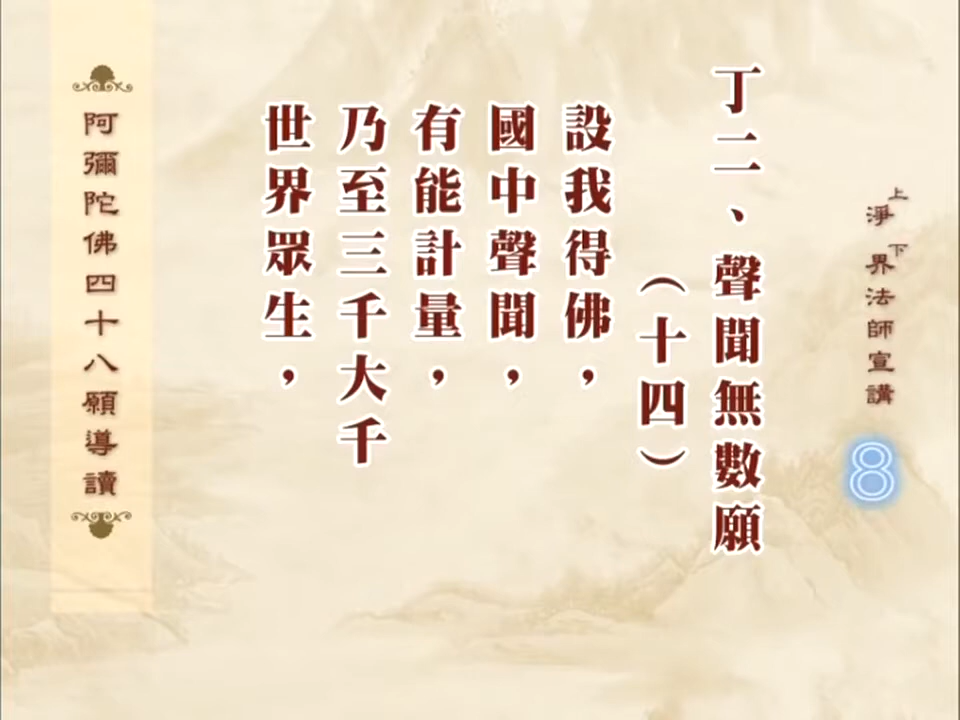 上淨下界法師宣講
8
丁二、聲聞無數願
（十四）
設我得佛，
國中聲聞，
有能計量，
乃至三千大千
世界眾生，
阿彌陀佛四十八願導讀